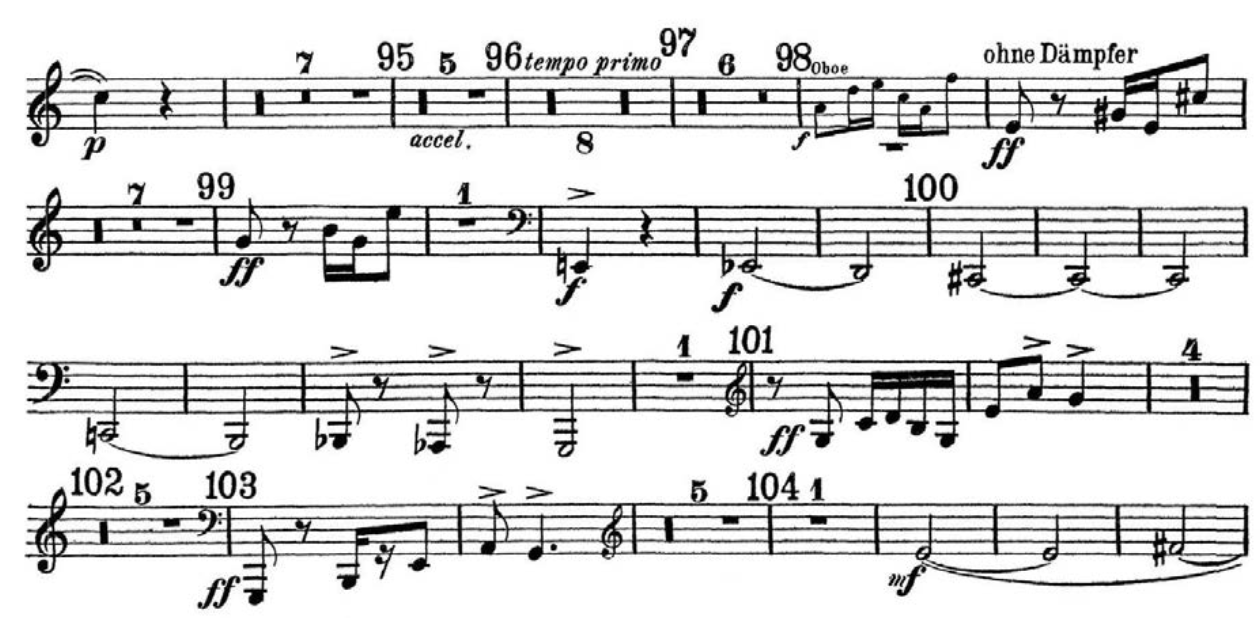 7 95 5 96 tempo primo 97 6 98 Oboe ohne Dämpfer
p accel. 8 f ff
7 99 1 100
ff f f
1 101 4
ff
102 5 103 5 104 1
ff mf